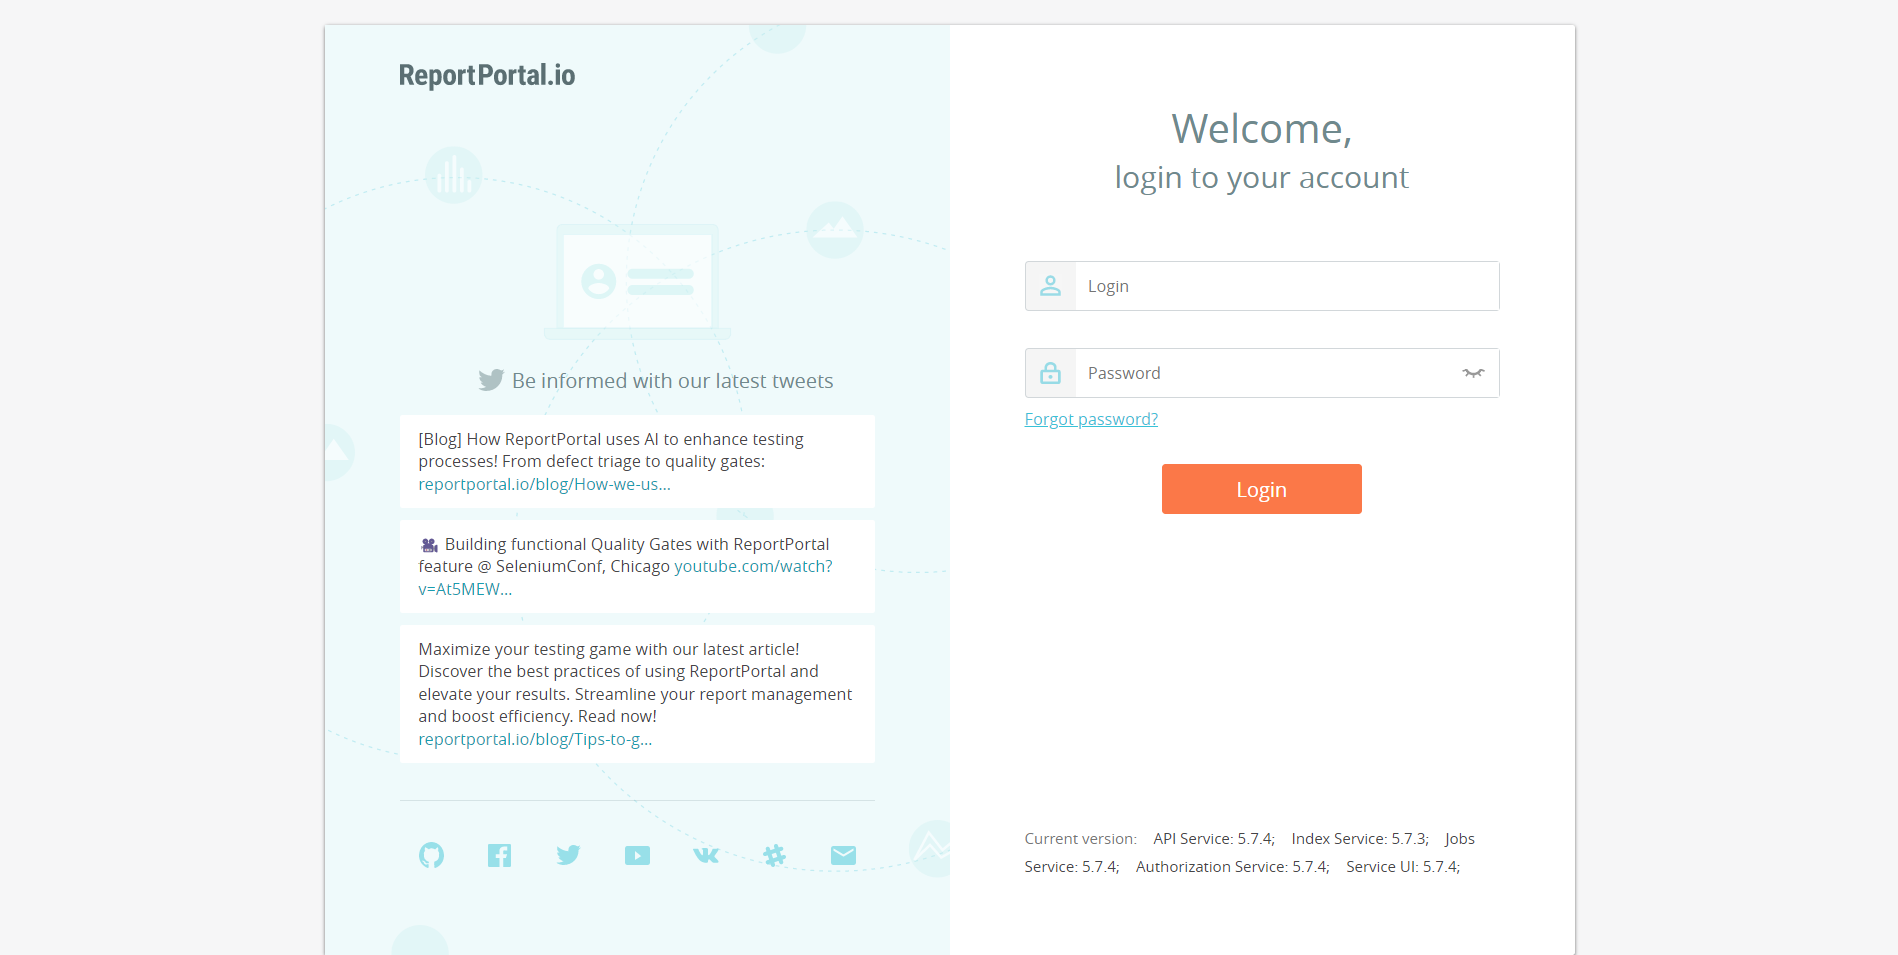 ReportPortal.io
Be informed with our latest tweets
[Blog] How ReportPortal uses AI to enhance testing
processes! From defect triage to quality gates:
reportportal.io/blog/How-we-us...
🎥 Building functional Quality Gates with ReportPortal
feature @ SeleniumConf, Chicago youtube.com/watch?
v=At5MEW...
Maximize your testing game with our latest article!
Discover the best practices of using ReportPortal and
elevate your results. Streamline your report management
and boost efficiency. Read now!
reportportal.io/blog/Tips-to-g...
Welcome,
login to your account
Login
Password
Forgot password?
Login
Current version: API Service: 5.7.4; Index Service: 5.7.3; Jobs
Service: 5.7.4; Authorization Service: 5.7.4; Service UI: 5.7.4;